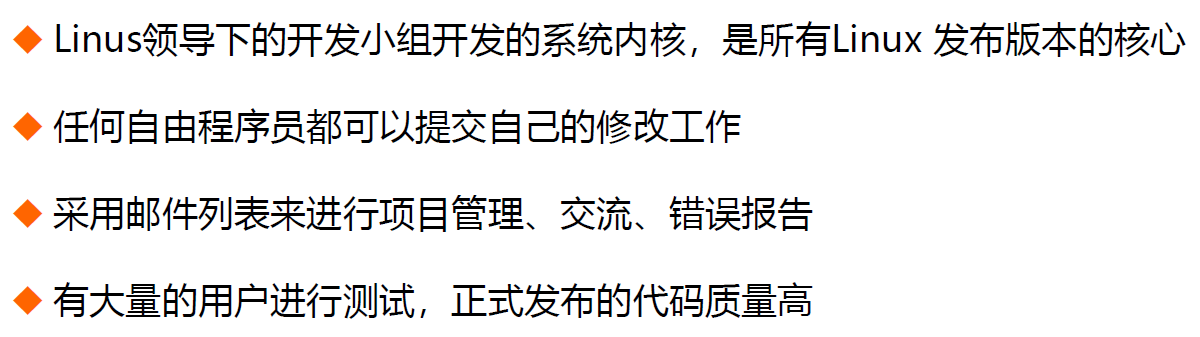 ◆ Linus领导下的开发小组开发的系统内核，是所有Linux 发布版本的核心
◆ 任何自由程序员都可以提交自己的修改工作
◆ 采用邮件列表来进行项目管理、交流、错误报告
◆ 有大量的用户进行测试，正式发布的代码质量高